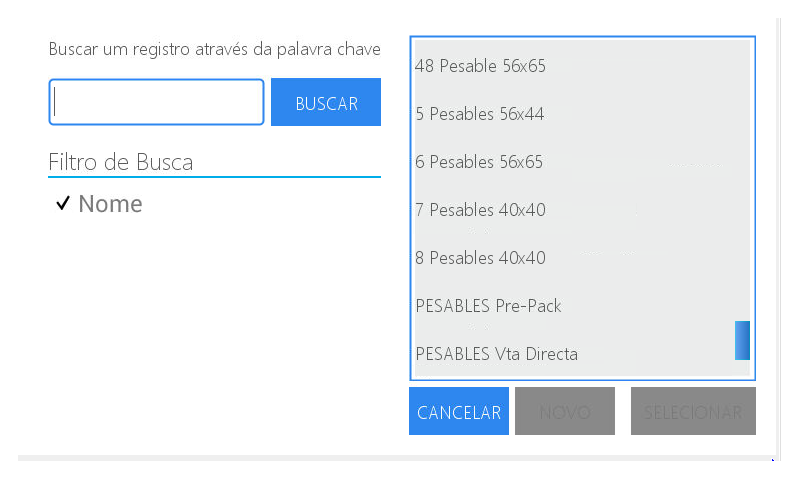 Buscar um registro através da palavra chave
BUSCAR
Filtro de Busca
Nome
48 Pesable 56x65
5 Pesables 56x44
6 Pesables 56x65
7 Pesables 40x40
8 Pesables 40x40
PESABLES Pre-Pack
PESABLES Vta Directa
CANCELAR
NOVO
SELECIONAR